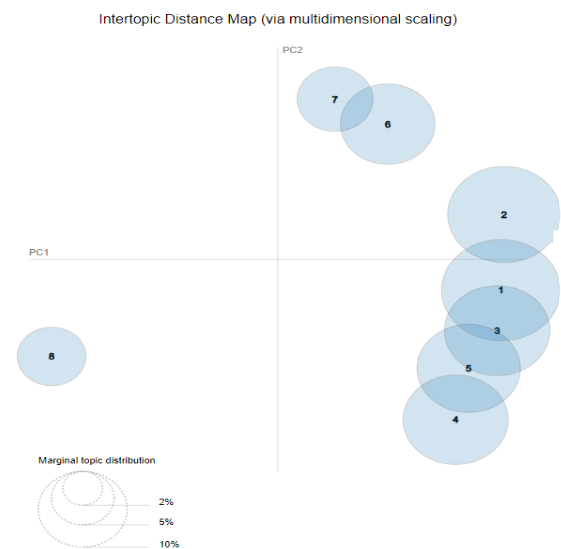 Intertopic Distance Map (via multidimensional scaling)
PC2
7
6
2
PC1
1
3
8
5
4
Marginal topic distribution
2%
5%
10%